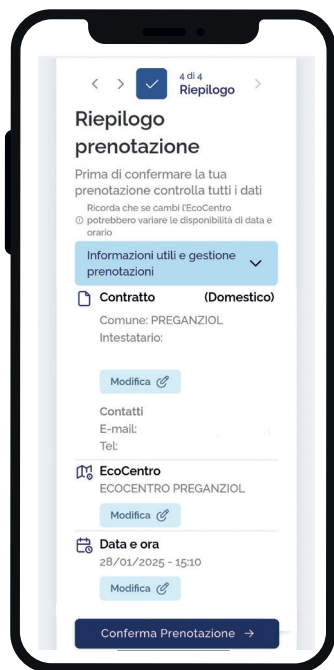 4 di 4
Riepilogo
Riepilogo
prenotazione
Prima di confermare la tua
prenotazione controlla tutti i dati
Ricorda che se cambi l'EcoCentro
potrebbero variare le disponibilità di data e
orario
Informazioni utili e gestione
prenotazioni
Contratto (Domestico)
Comune: PREGANZIOL
Intestatario:
Modifica
Contatti
E-mail:
Tel:
EcoCentro
ECOCENTRO PREGANZIOL
Modifica
Data e ora
28/01/2025 - 15:10
Modifica
Conferma Prenotazione →